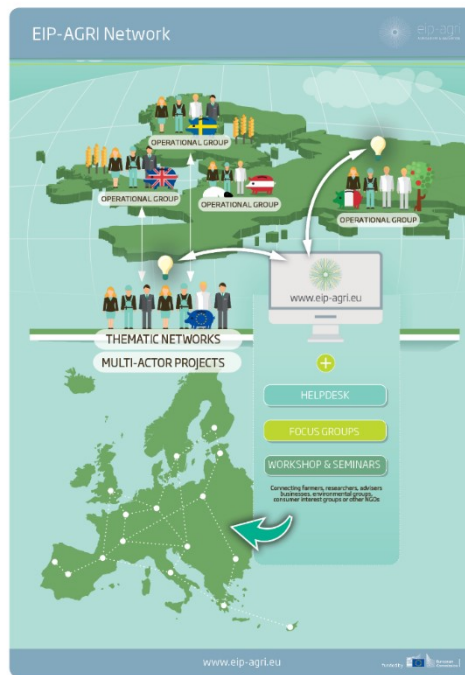 EIP-AGRI Network
eip-agri
OPERATIONAL GROUP
OPERATIONAL GROUP
OPERATIONAL GROUP
OPERATIONAL GROUP
www.eip-agri.eu
THEMATIC NETWORKS
MULTI-ACTOR PROJECTS
HELPDESK
FOCUS GROUPS
WORKSHOP & SEMINARS
Connecting farmers, researchers, advisers
businesses, environmental groups,
consumer interest groups or other NGOs
www.eip-agri.eu